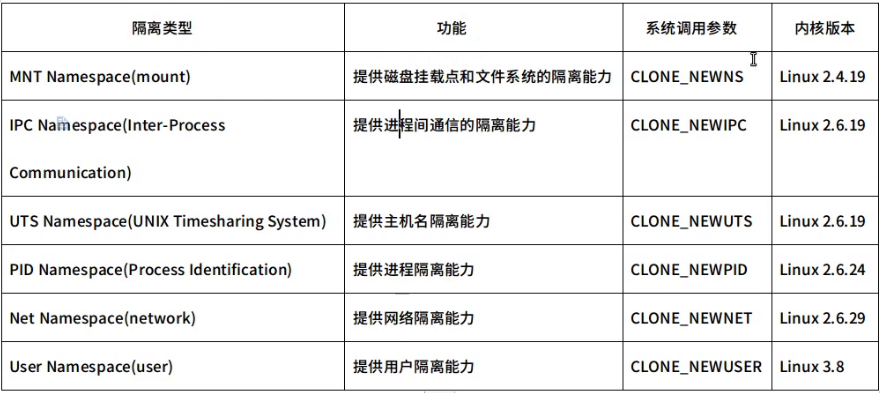 隔离类型 功能 系统调用参数 内核版本
MNT Namespace(mount) 提供磁盘挂载点和文件系统的隔离能力 CLONE_NEWNS Linux 2.4.19
IPC Namespace(Inter-Process 提供进程间通信的隔离能力 CLONE_NEWIPC Linux 2.6.19
Communication)
UTS Namespace(UNIX Timesharing System) 提供主机名隔离能力 CLONE_NEWUTS Linux 2.6.19
PID Namespace(Process Identification) 提供进程隔离能力 CLONE_NEWPID Linux 2.6.24
Net Namespace(network) 提供网络隔离能力 CLONE_NEWNET Linux 2.6.29
User Namespace(user) 提供用户隔离能力 CLONE_NEWUSER Linux 3.8